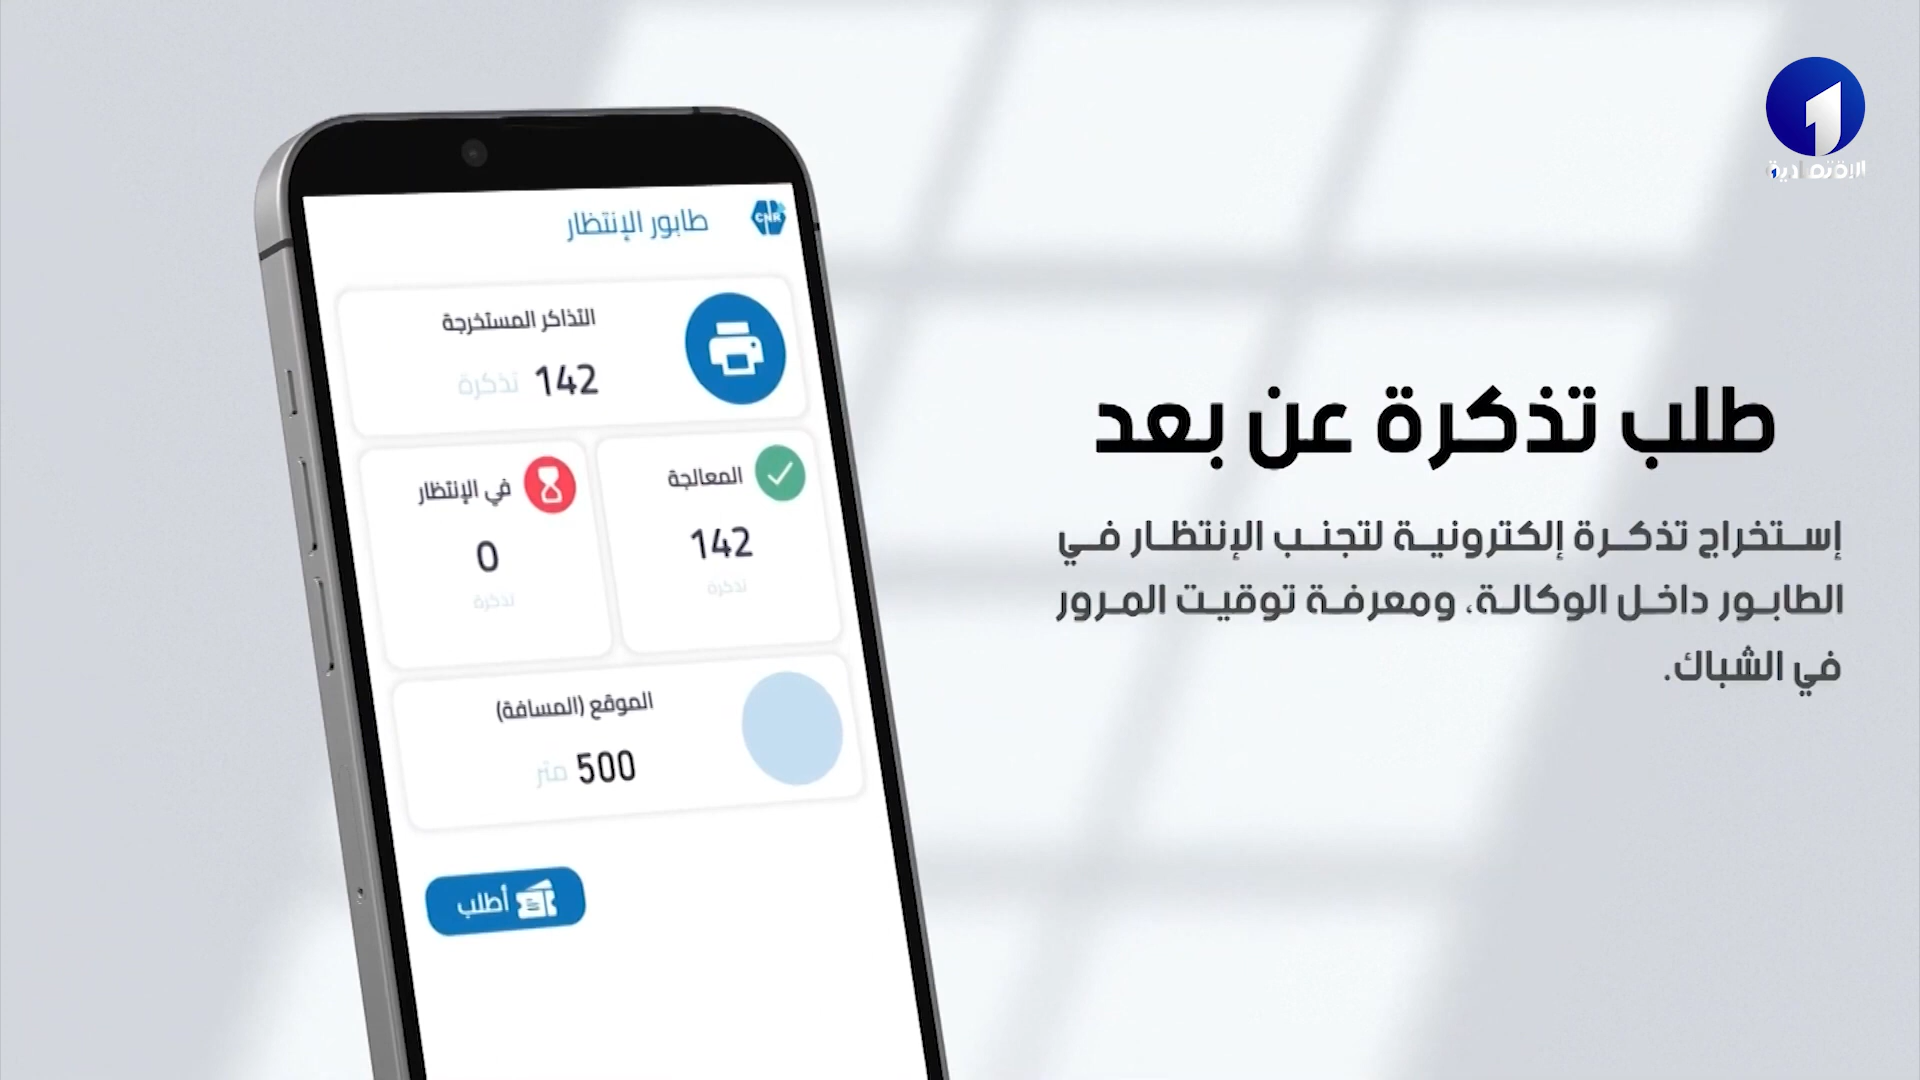 الإقتصادية
طلب تذكرة عن بعد
إستخراج تذكرة إلكترونية لتجنب الإنتظار في
الطابور داخل الوكالة، ومعرفة توقيت المرور
في الشباك.
CNR
طابور الإنتظار
التذاكر المستخرجة
142 تذكرة
المعالجة
142
تذكرة
في الإنتظار
0
تذكرة
الموقع (المسافة)
500 متر
أطلب